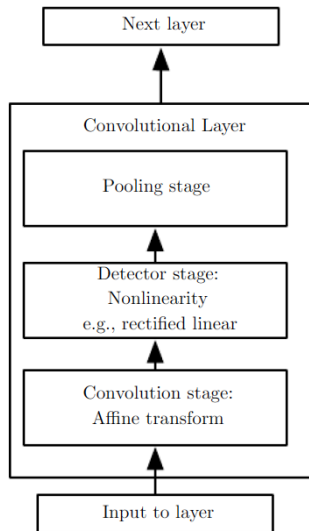 Next layer
Convolutional Layer
Pooling stage
Detector stage:
Nonlinearity
e.g., rectified linear
Convolution stage:
Affine transform
Input to layer